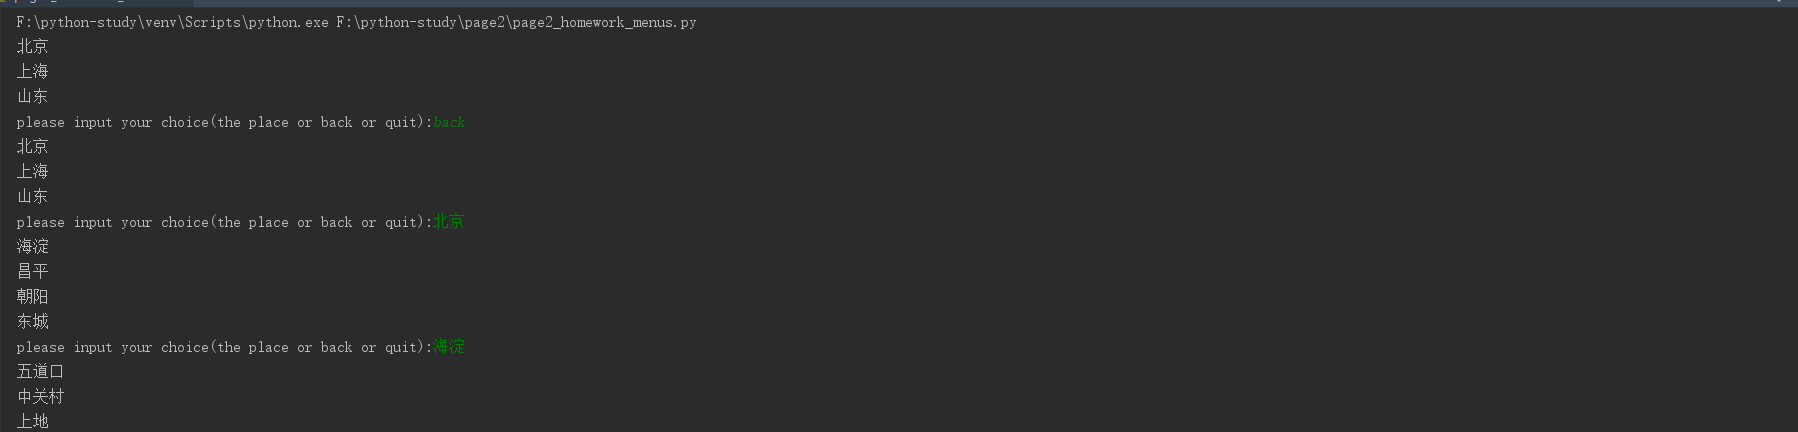 F:\python-study\venv\Scripts\python.exe F:\python-study\page2\page2_homework_menus.py
北京
上海
山东
please input your choice(the place or back or quit):back
北京
上海
山东
please input your choice(the place or back or quit):北京
海淀
昌平
朝阳
东城
please input your choice(the place or back or quit):海淀
五道口
中关村
上地